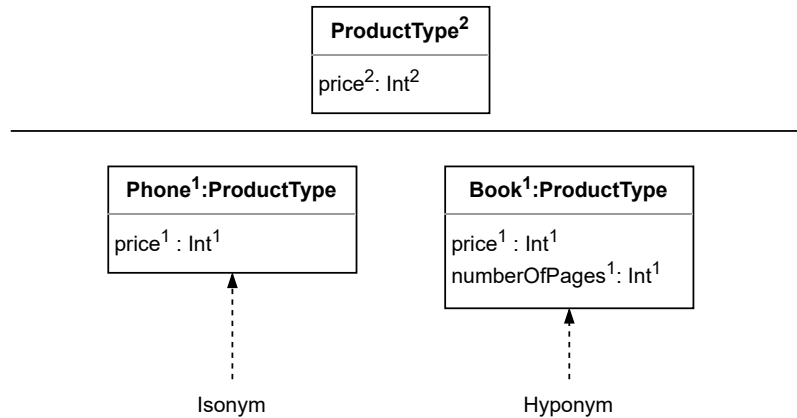 ProductType²
price²: Int²
Phone¹:ProductType
price¹ : Int¹
Book¹:ProductType
price¹ : Int¹
numberOfPages¹: Int¹
Isonym
Hyponym